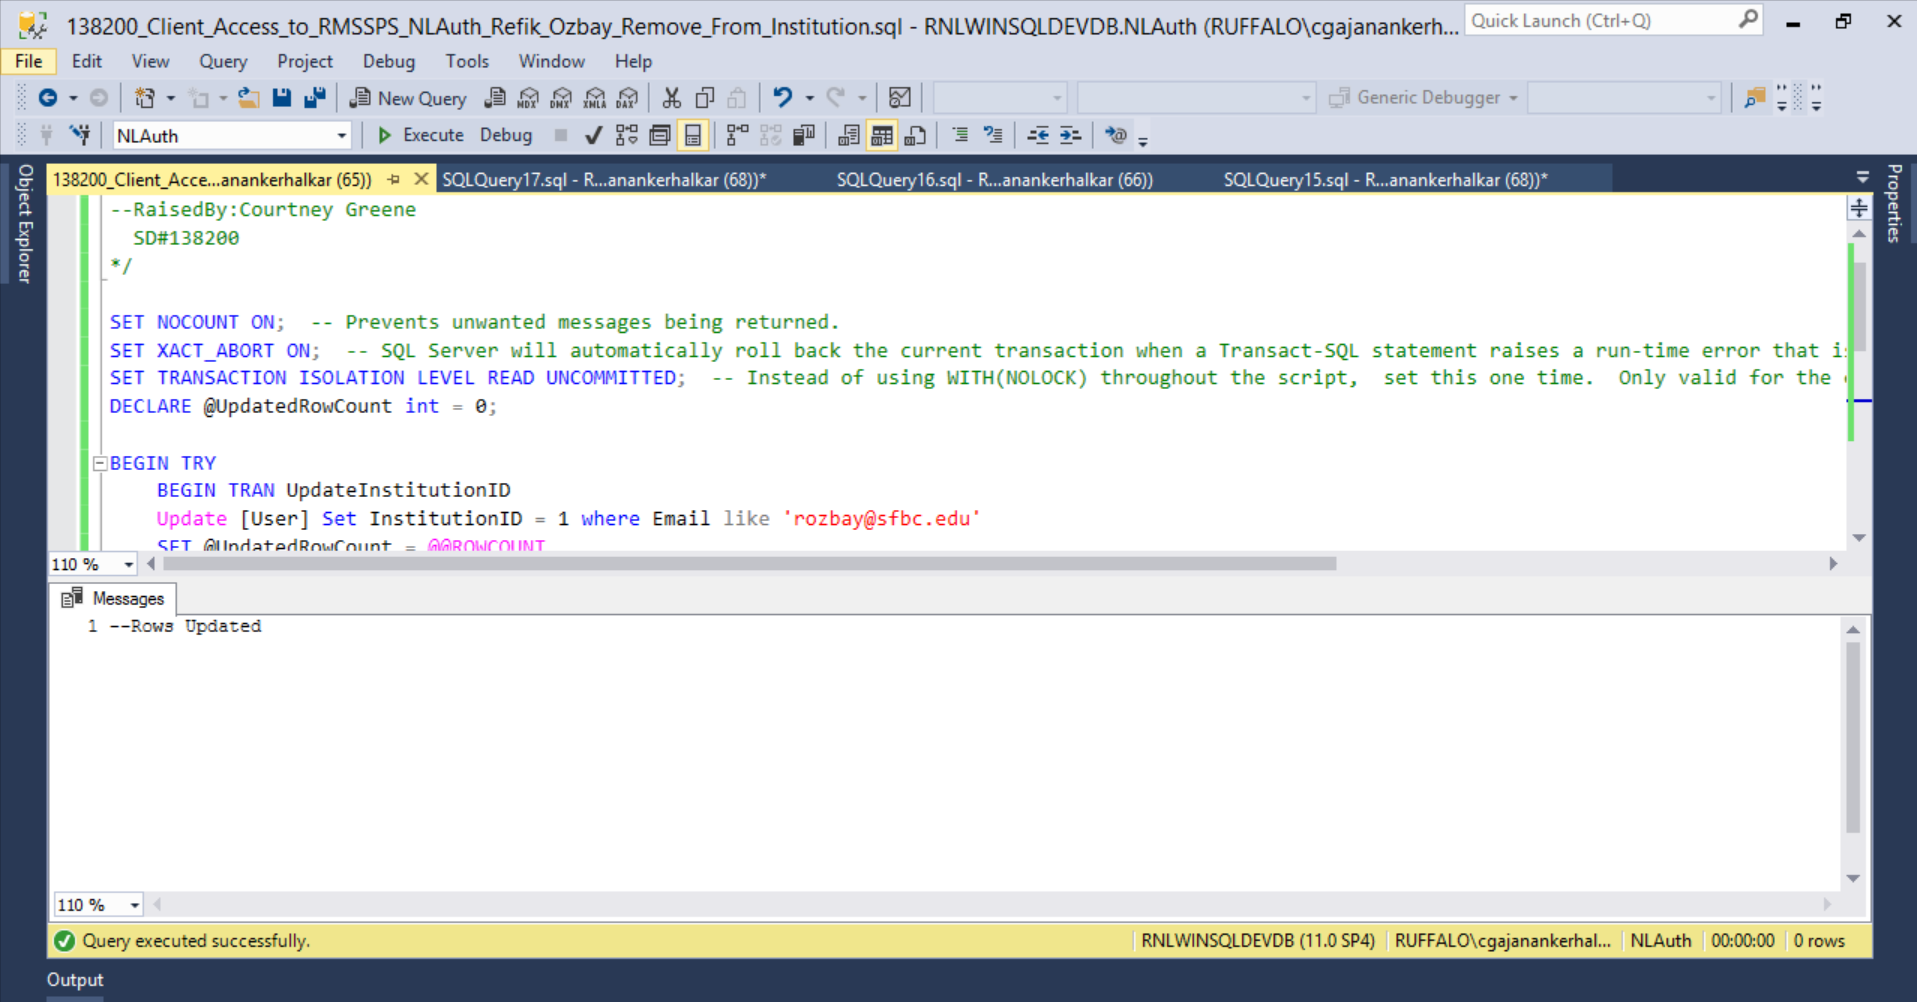 138200_Client_Access_to_RMSSPS_NLAuth_Refik_Ozbay_Remove_From_Institution.sql - RNLWINSQLDEVDB.NLAuth (RUFFALO\cgajanankerh... Quick Launch (Ctrl+Q)
File Edit View Query Project Debug Tools Window Help
New Query MDX DMX XMLA DAX Generic Debugger
NLAuth Execute Debug
Object Explorer
138200_Client_Acce...anankerhalkar (65)) SQLQuery17.sql - R...anankerhalkar (68))* SQLQuery16.sql - R...anankerhalkar (66)) SQLQuery15.sql - R...anankerhalkar (68))*
Properties
--RaisedBy:Courtney Greene
SD#138200
*/
SET NOCOUNT ON;  -- Prevents unwanted messages being returned.
SET XACT_ABORT ON;  -- SQL Server will automatically roll back the current transaction when a Transact-SQL statement raises a run-time error that
SET TRANSACTION ISOLATION LEVEL READ UNCOMMITTED;  -- Instead of using WITH(NOLOCK) throughout the script,  set this one time.  Only valid for the
DECLARE @UpdatedRowCount int = 0;
BEGIN TRY
BEGIN TRAN UpdateInstitutionID
Update [User] Set InstitutionID = 1 where Email like 'rozbay@sfbc.edu'
SET @UpdatedRowCount = @@ROWCOUNT
110 %
Messages
1 --Rows Updated
110 %
Query executed successfully. RNLWINSQLDEVDB (11.0 SP4) RUFFALO\cgajanankerhal... NLAuth 00:00:00 0 rows
Output